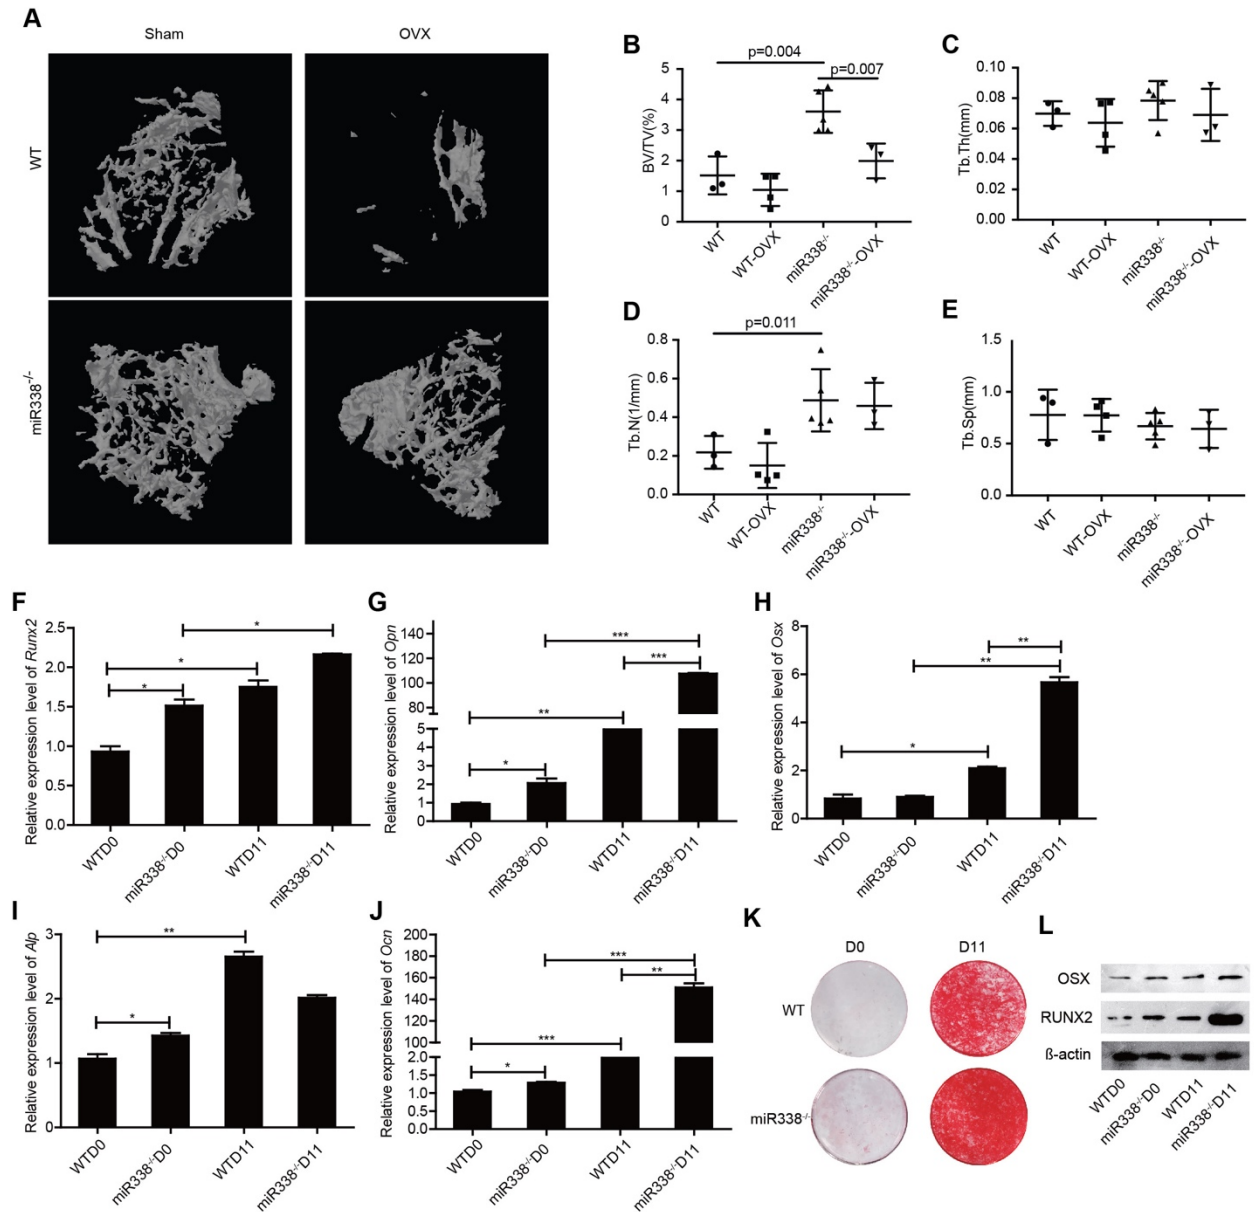 A
Sham
OVX
WT
miR338-/-
B
p=0.004
p=0.007
BV/TV(%)
5
4
3
2
1
0
WT
WT-OVX
miR338-/-
miR338-/--OVX
C
Tb.Th(mm)
0.10
0.08
0.06
0.04
0.02
0.00
WT
WT-OVX
miR338-/-
miR338-/--OVX
D
p=0.011
Tb.N(1/mm)
0.8
0.6
0.4
0.2
0.0
WT
WT-OVX
miR338-/-
miR338-/--OVX
E
Tb.Sp(mm)
1.5
1.0
0.5
0.0
WT
WT-OVX
miR338-/-
miR338-/--OVX
F
Relative expression level of Runx2
2.5
2.0
1.5
1.0
0.5
0.0
*
*
*
WTD0
miR338-/-D0
WTD11
miR338-/-D11
G
Relative expression level of Opn
140
120
100
80
5
4
3
2
1
0
***
***
**
*
WTD0
miR338-/-D0
WTD11
miR338-/-D11
H
Relative expression level of Osx
8
6
4
2
0
**
**
*
WTD0
miR338-/-D0
WTD11
miR338-/-D11
I
Relative expression level of Alp
3
2
1
0
**
*
WTD0
miR338-/-D0
WTD11
miR338-/-D11
J
Relative expression level of Ocn
200
180
160
140
120
100
2.0
1.5
1.0
0.5
0.0
***
**
***
*
WTD0
miR338-/-D0
WTD11
miR338-/-D11
K
D0
D11
WT
miR338-/-
L
OSX
RUNX2
ß-actin
WTD0
miR338-/-D0
WTD11
miR338-/-D11